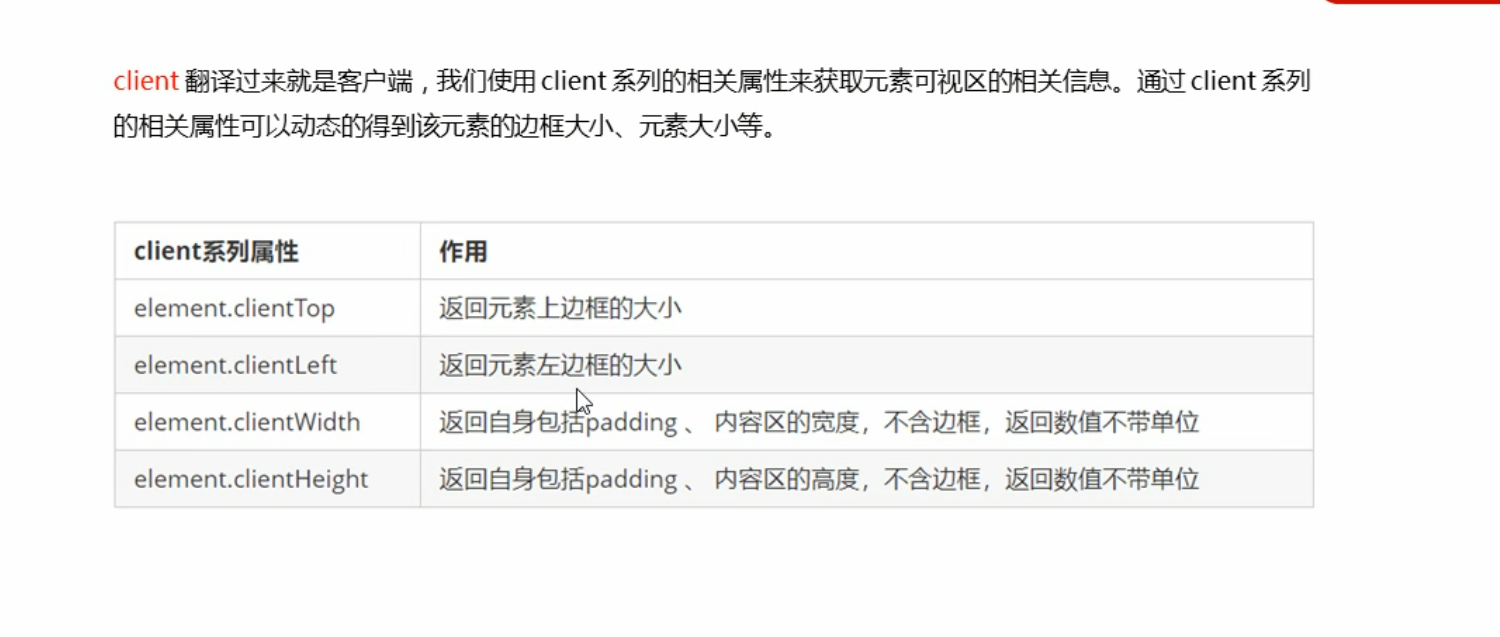 client 翻译过来就是客户端，我们使用 client 系列的相关属性来获取元素可视区的相关信息。通过 client 系列
的相关属性可以动态的得到该元素的边框大小、元素大小等。
client系列属性 作用
element.clientTop 返回元素上边框的大小
element.clientLeft 返回元素左边框的大小
element.clientWidth 返回自身包括padding 、 内容区的宽度，不含边框，返回数值不带单位
element.clientHeight 返回自身包括padding 、 内容区的高度，不含边框，返回数值不带单位